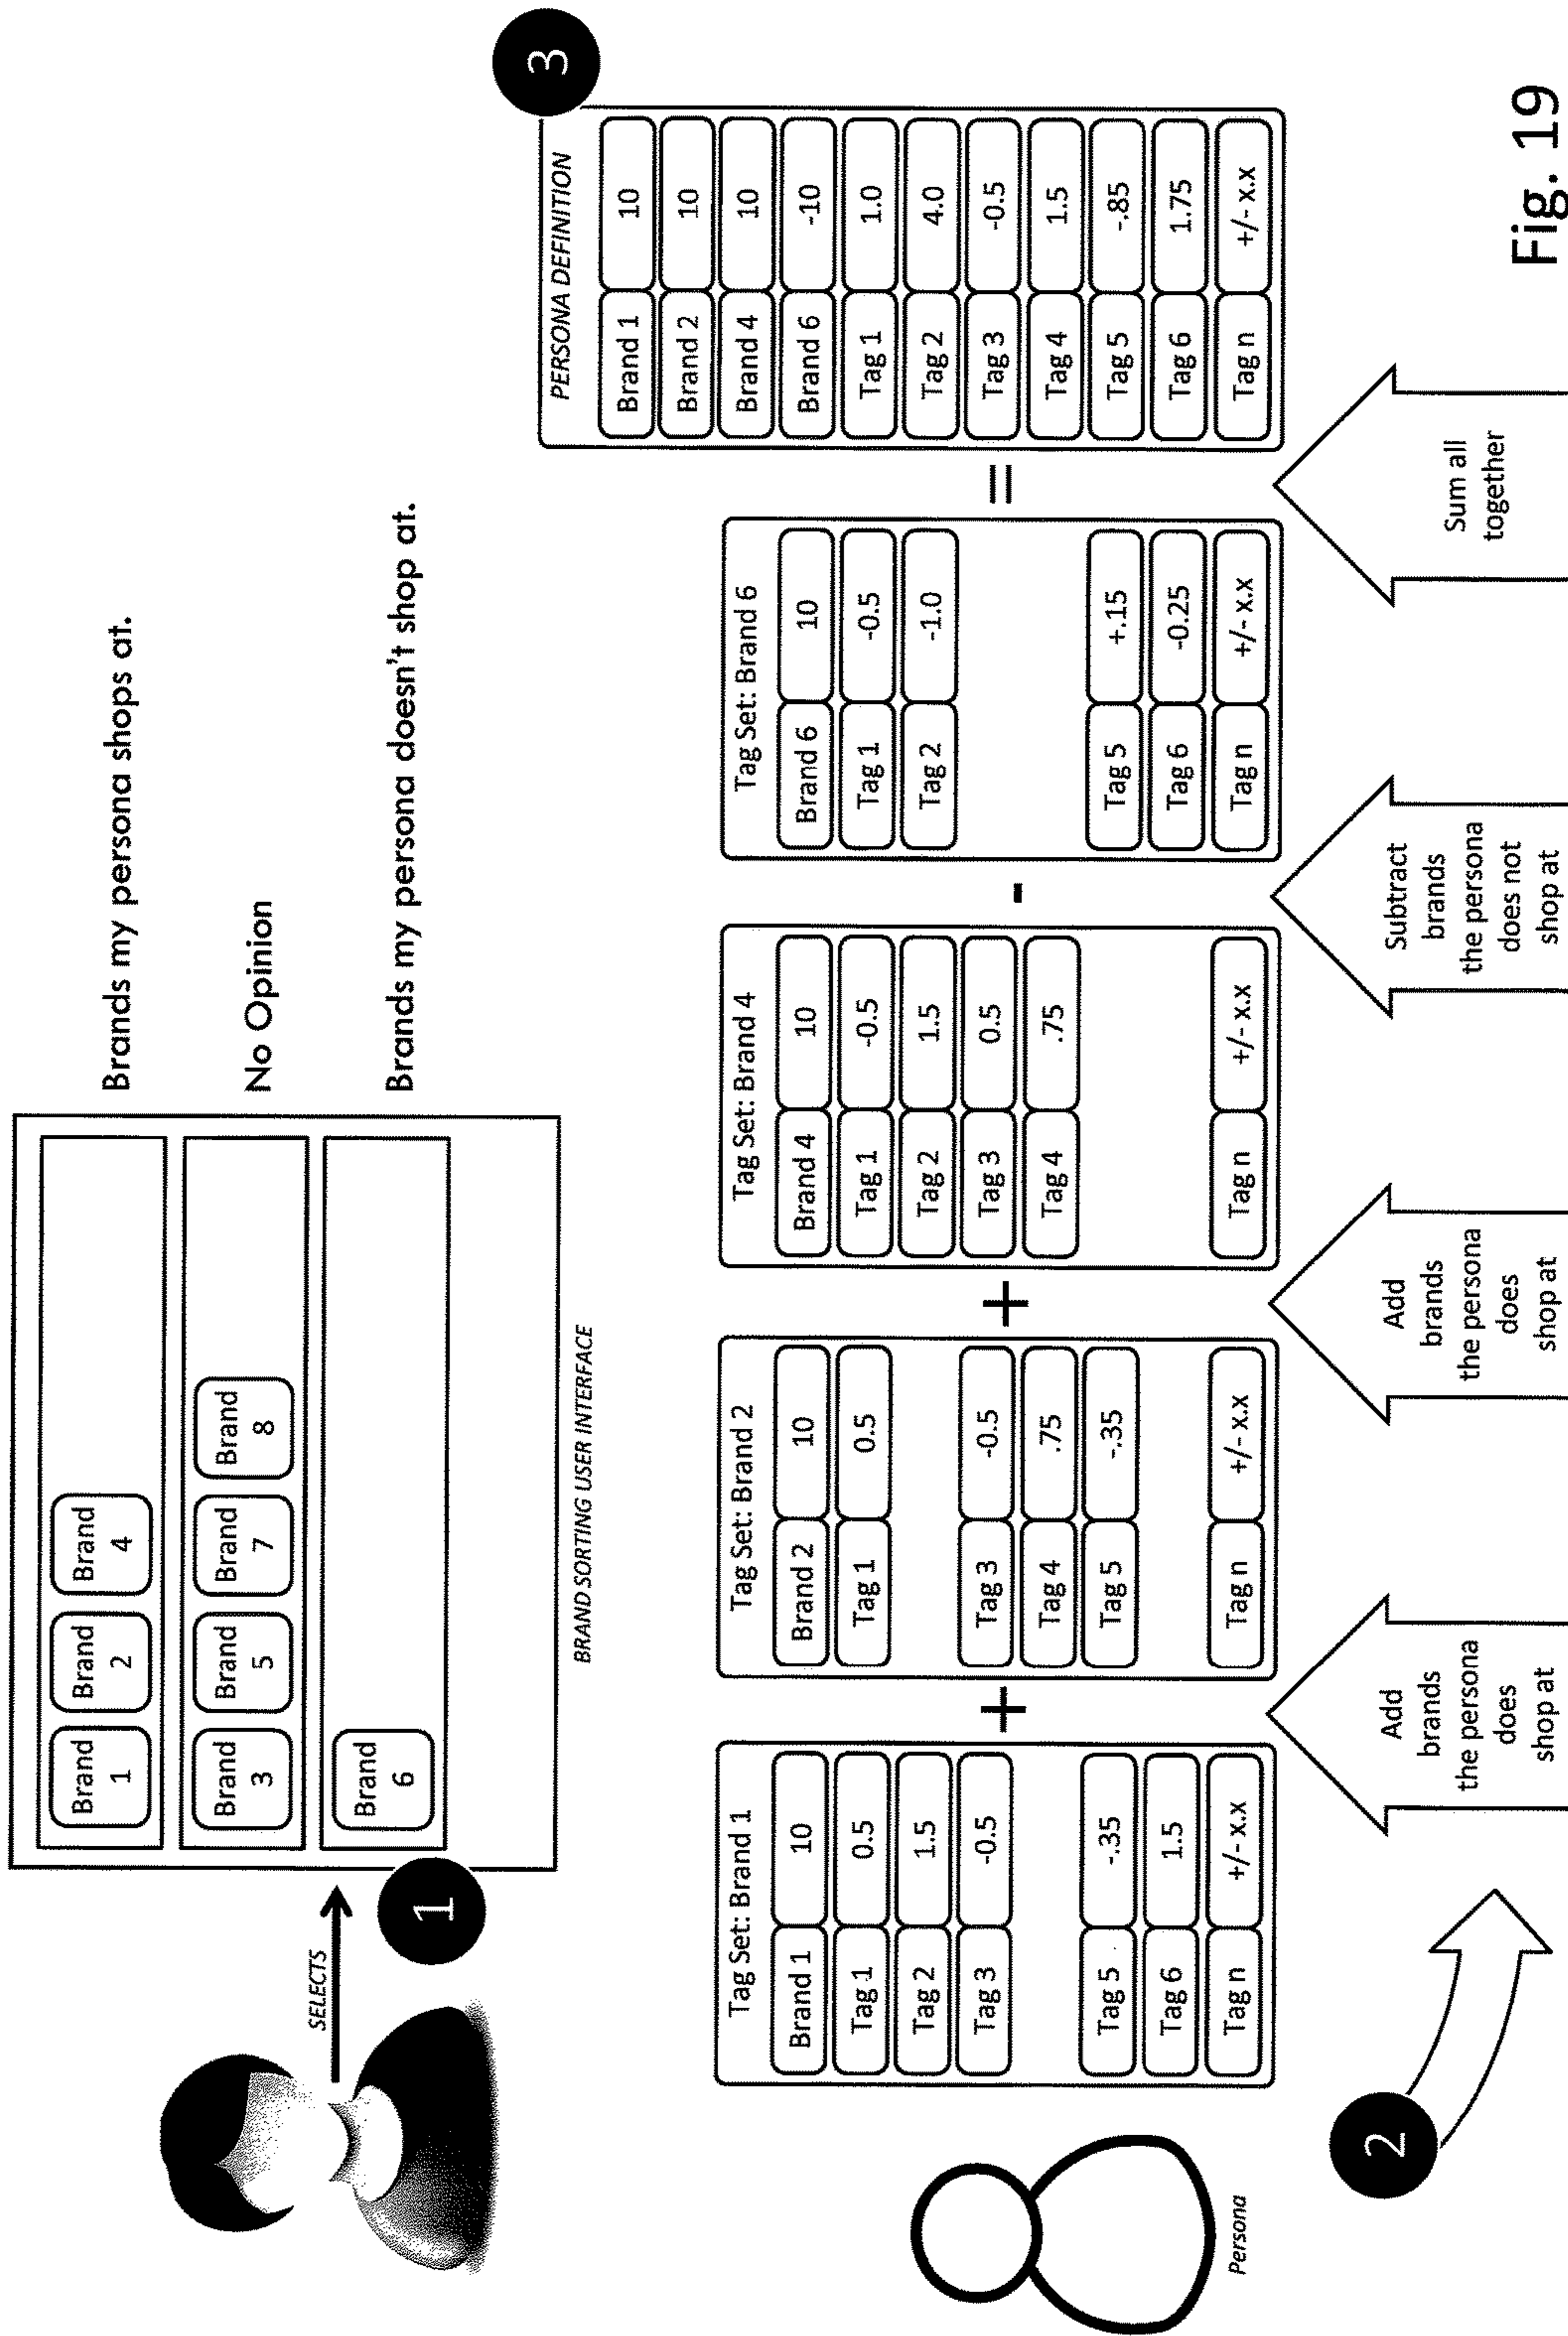 Brands my persona shops at.
No Opinion
Brands my persona doesn't shop at.
Brand
1
Brand
2
Brand
4
Brand
3
Brand
5
Brand
7
Brand
8
Brand
6
SELECTS
1
BRAND SORTING USER INTERFACE
Persona
2
Tag Set: Brand 1
Brand 1 10
Tag 1 0.5
Tag 2 1.5
Tag 3 -0.5
Tag 5 -.35
Tag 6 1.5
Tag n +/- x.x
+
Tag Set: Brand 2
Brand 2 10
Tag 1 0.5
Tag 3 -0.5
Tag 4 .75
Tag 5 -.35
Tag n +/- x.x
+
Tag Set: Brand 4
Brand 4 10
Tag 1 -0.5
Tag 2 1.5
Tag 3 0.5
Tag 4 .75
Tag n +/- x.x
-
Tag Set: Brand 6
Brand 6 10
Tag 1 -0.5
Tag 2 -1.0
Tag 5 +.15
Tag 6 -0.25
Tag n +/- x.x
=
3
PERSONA DEFINITION
Brand 1 10
Brand 2 10
Brand 4 10
Brand 6 -10
Tag 1 1.0
Tag 2 4.0
Tag 3 -0.5
Tag 4 1.5
Tag 5 -.85
Tag 6 1.75
Tag n +/- x.x
Add
brands
the persona
does
shop at
Add
brands
the persona
does
shop at
Subtract
brands
the persona
does not
shop at
Sum all
together
Fig. 19